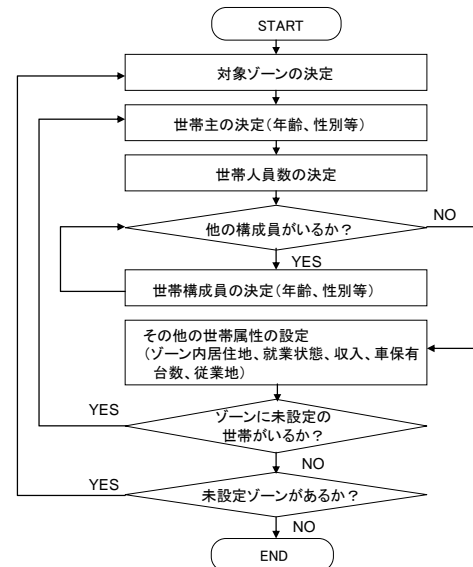 START
対象ゾーンの決定
世帯主の決定(年齢、性別等)
世帯人員数の決定
他の構成員がいるか？
NO
YES
世帯構成員の決定(年齢、性別等)
その他の世帯属性の設定
(ゾーン内居住地、就業状態、収入、車保有
台数、従業地)
YES
ゾーンに未設定の
世帯がいるか？
NO
YES
未設定ゾーンがあるか？
NO
END